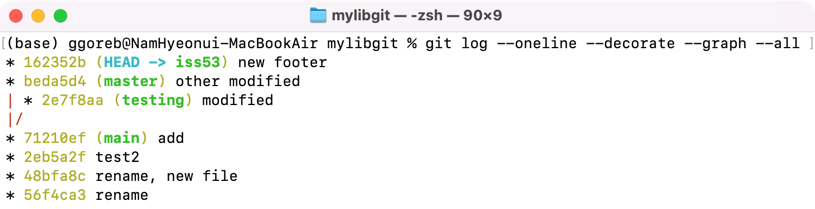 mylibgit — -zsh — 90×9
[(base) ggoreb@NamHyeonui-MacBookAir mylibgit % git log --oneline --decorate --graph --all ]
* 162352b (HEAD -> iss53) new footer
* beda5d4 (master) other modified
| * 2e7f8aa (testing) modified
|/
* 71210ef (main) add
* 2eb5a2f test2
* 48bfa8c rename, new file
* 56f4ca3 rename